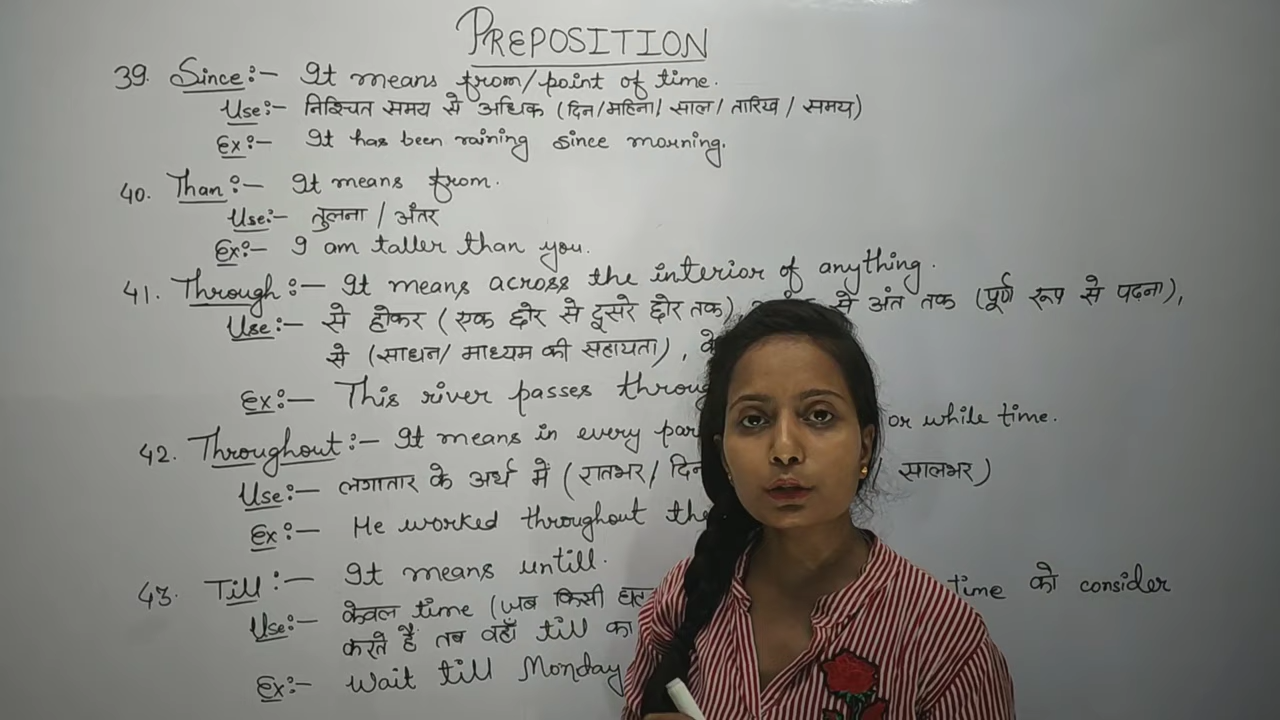 PREPOSITION
39. Since:- It means from/point of time.
Use:- निश्चित समय से अधिक (दिन/महिना/ साल/ तारिख / समय)
Ex:- It has been raining since morning.
40. Than:- It means from.
Use:- तुलना / अंतर
Ex:- I am taller than you.
41. Through:- It means across the interior of anything.
Use:- से होकर (एक छोर से दूसरे छोर तक), में अंत तक (पूर्ण रूप से पढना),
से (साधन/ माध्यम की सहायता),
Ex:- This river passes
42. Throughout:- It means in every or while time.
Use:- लगातार के अर्थ में (रातभर/ सालभर)
Ex:- He worked throughout the
43. Till:- It means untill.
Use:- केवल time (जब किसी time को consider
करते हैं तब वहाँ till का
Ex:- Wait till Monday